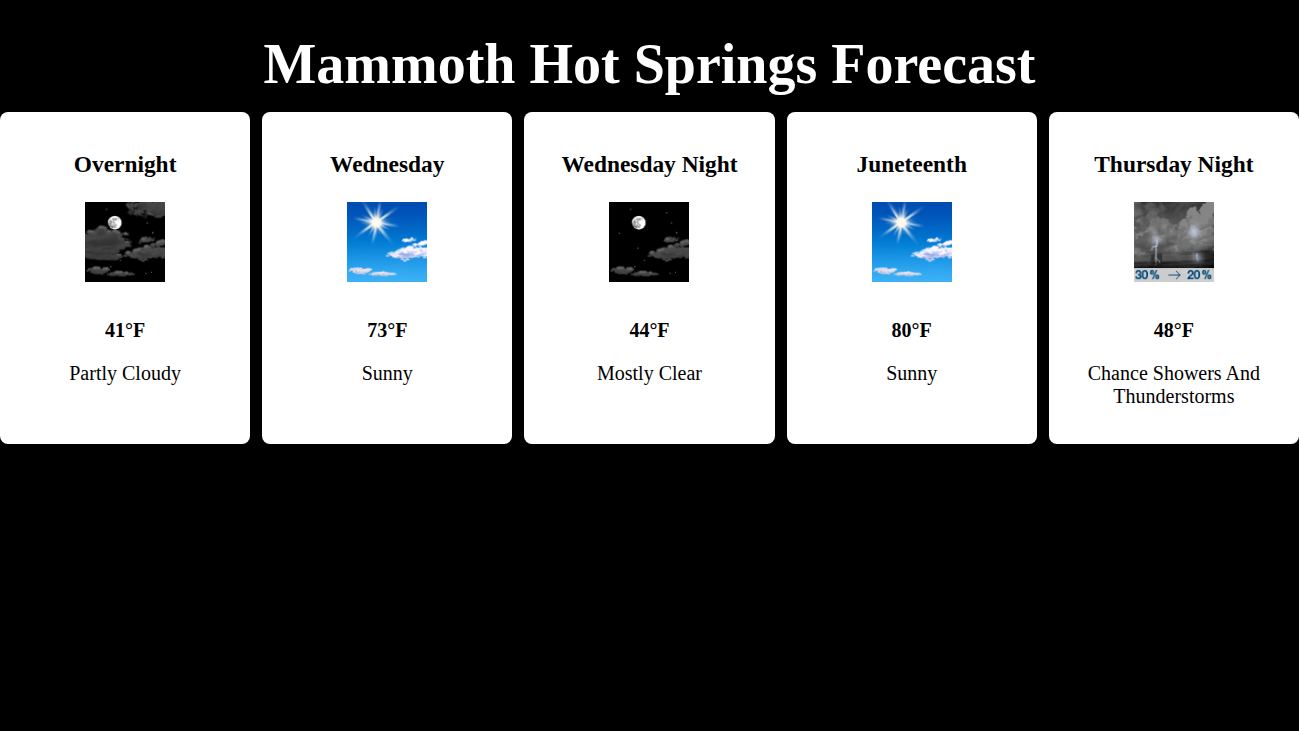 Mammoth Hot Springs Forecast
Overnight
41°F
Partly Cloudy
Wednesday
73°F
Sunny
Wednesday Night
44°F
Mostly Clear
Juneteenth
80°F
Sunny
Thursday Night
30% → 20%
48°F
Chance Showers And
Thunderstorms